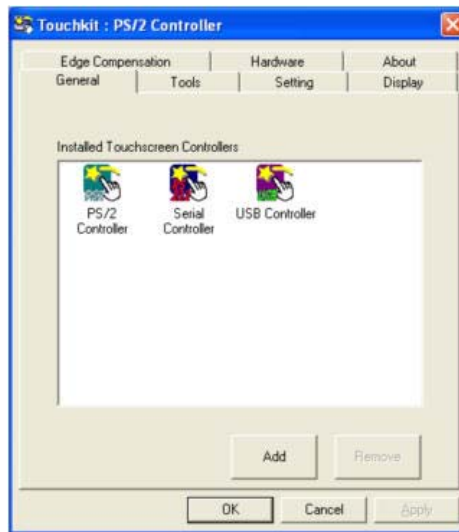 Touchkit : PS/2 Controller
Edge Compensation Hardware About
General Tools Setting Display
Installed Touchscreen Controllers
PS/2 Controller
Serial Controller
USB Controller
Add Remove
OK Cancel Apply